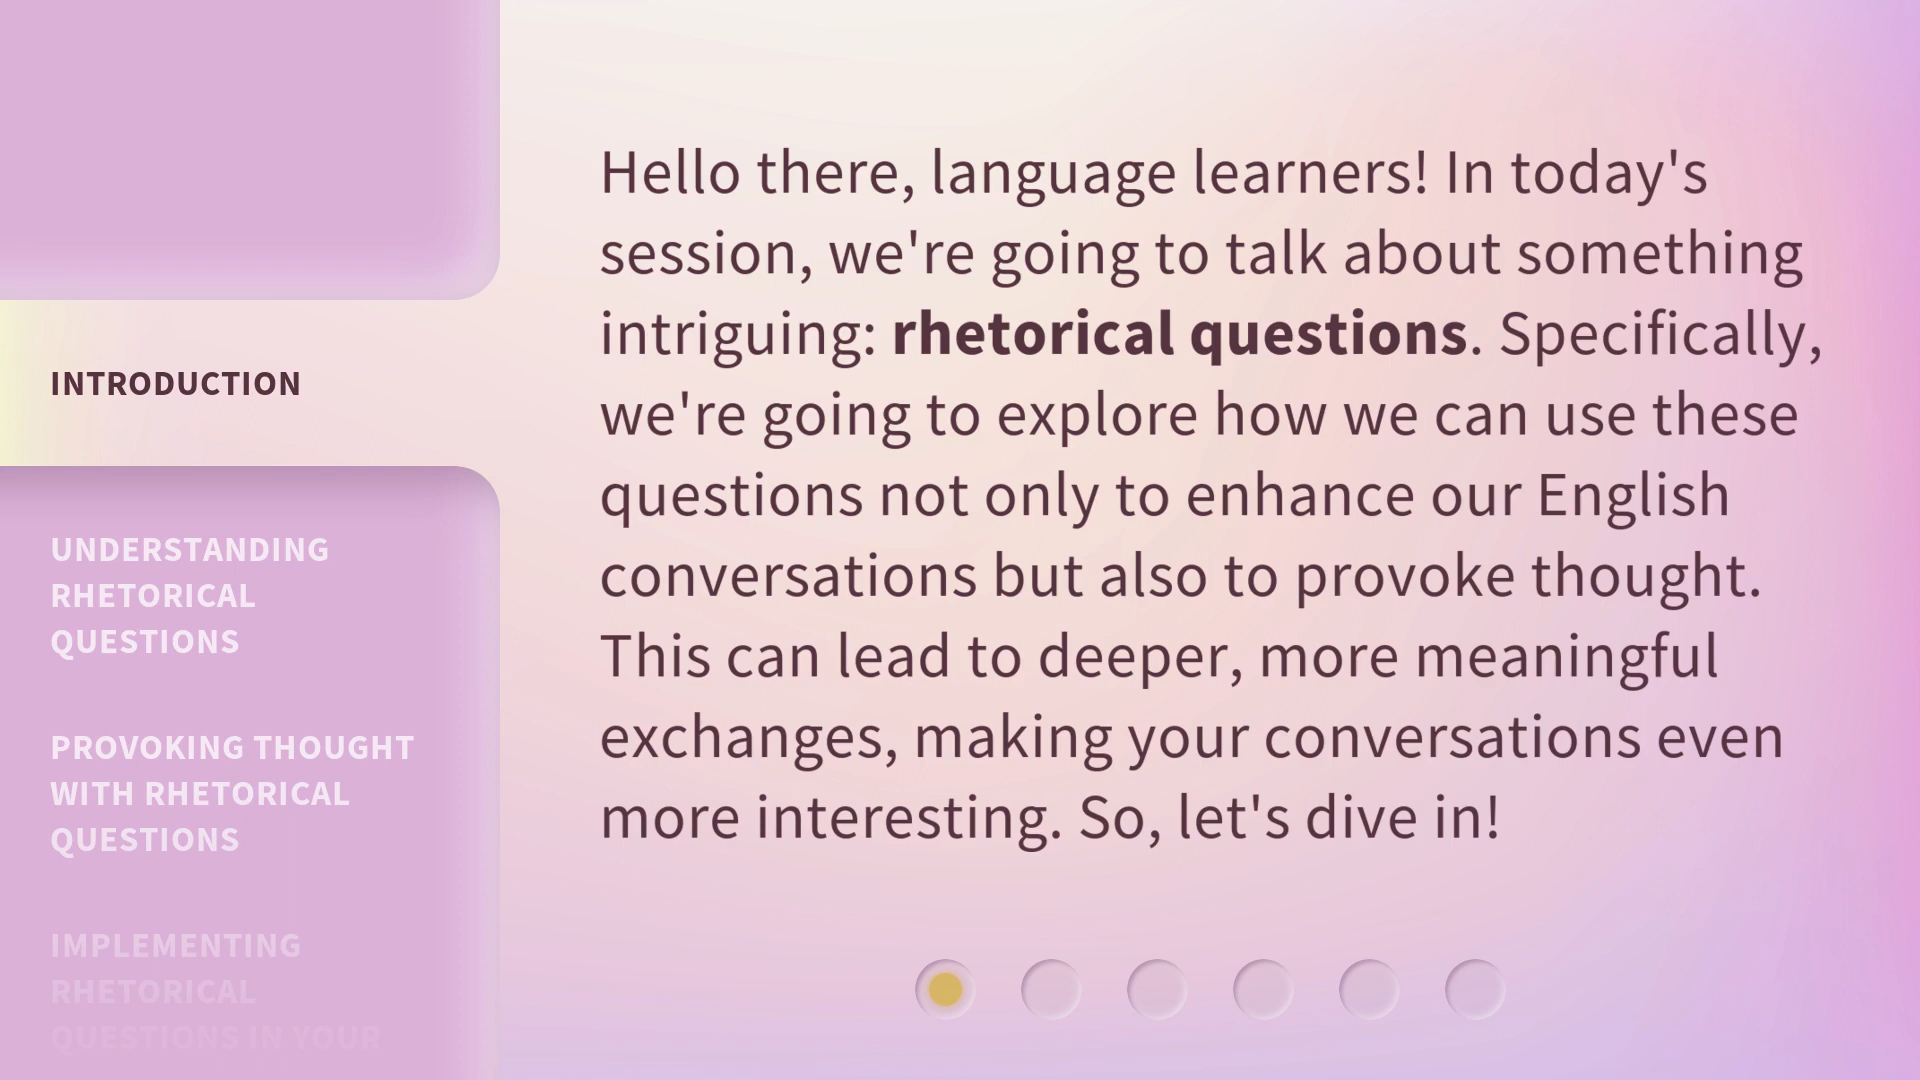 INTRODUCTION
UNDERSTANDING
RHETORICAL
QUESTIONS
PROVOKING THOUGHT
WITH RHETORICAL
QUESTIONS
IMPLEMENTING
RHETORICAL
QUESTIONS IN YOUR
Hello there, language learners! In today's
session, we're going to talk about something
intriguing: rhetorical questions. Specifically,
we're going to explore how we can use these
questions not only to enhance our English
conversations but also to provoke thought.
This can lead to deeper, more meaningful
exchanges, making your conversations even
more interesting. So, let's dive in!